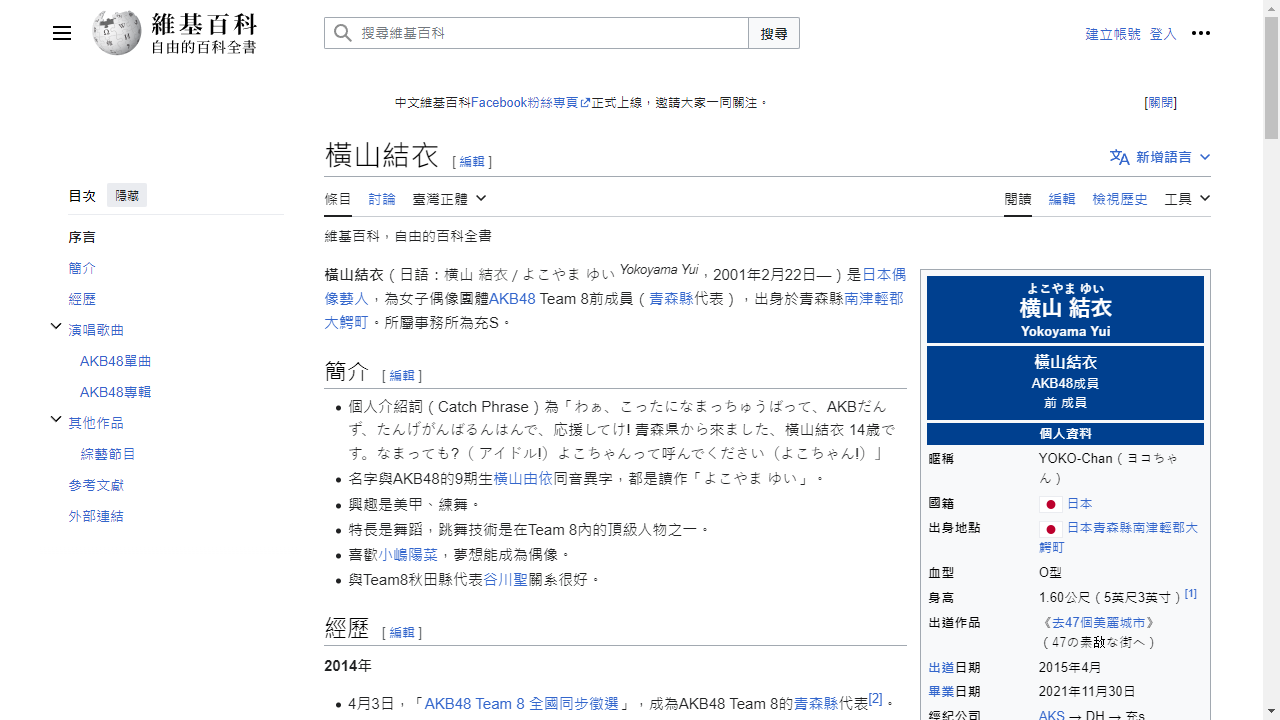 維基百科
自由的百科全書
搜尋維基百科
搜尋
建立帳號 登入
中文維基百科Facebook粉絲專頁正式上線，邀請大家一同關注。
[關閉]
橫山結衣 [ 編輯 ]
新增語言
目次 隱藏
序言
簡介
經歷
演唱歌曲
AKB48單曲
AKB48專輯
其他作品
綜藝節目
參考文獻
外部連結
條目 討論 臺灣正體
閱讀 編輯 檢視歷史 工具
維基百科，自由的百科全書
橫山結衣（日語：横山 結衣 / よこやま ゆい Yokoyama Yui，2001年2月22日—）是日本偶
像藝人，為女子偶像團體AKB48 Team 8前成員（青森縣代表），出身於青森縣南津輕郡
大鰐町。所屬事務所為充S。
簡介 [ 編輯 ]
個人介紹詞（Catch Phrase）為「わぁ、こったになまっちゅうばって、AKBだん
ず、たんげがんばるんはんで、応援してけ! 青森県から來ました、横山結衣 14歳で
す。なまっても?（ アイドル!）よこちゃんって呼んでください（よこちゃん!）」
名字與AKB48的9期生橫山由依同音異字，都是讀作「よこやま ゆい」。
興趣是美甲、練舞。
特長是舞蹈，跳舞技術是在Team 8內的頂級人物之一。
喜歡小嶋陽菜，夢想能成為偶像。
與Team8秋田縣代表谷川聖關系很好。
經歷 [ 編輯 ]
2014年
4月3日，「AKB48 Team 8 全國同步徵選」，成為AKB48 Team 8的青森縣代表[2]。
よこやま ゆい
横山 結衣
Yokoyama Yui
橫山結衣
AKB48成員
前 成員
個人資料
暱稱 YOKO-Chan（ヨコちゃ
ん）
國籍 日本
出身地點 日本青森縣南津輕郡大
鰐町
血型 O型
身高 1.60公尺（5英尺3英寸）[1]
出道作品 《去47個美麗城市》
（47の素敵な街へ）
出道日期 2015年4月
畢業日期 2021年11月30日
經紀公司 AKS → DH → 充s